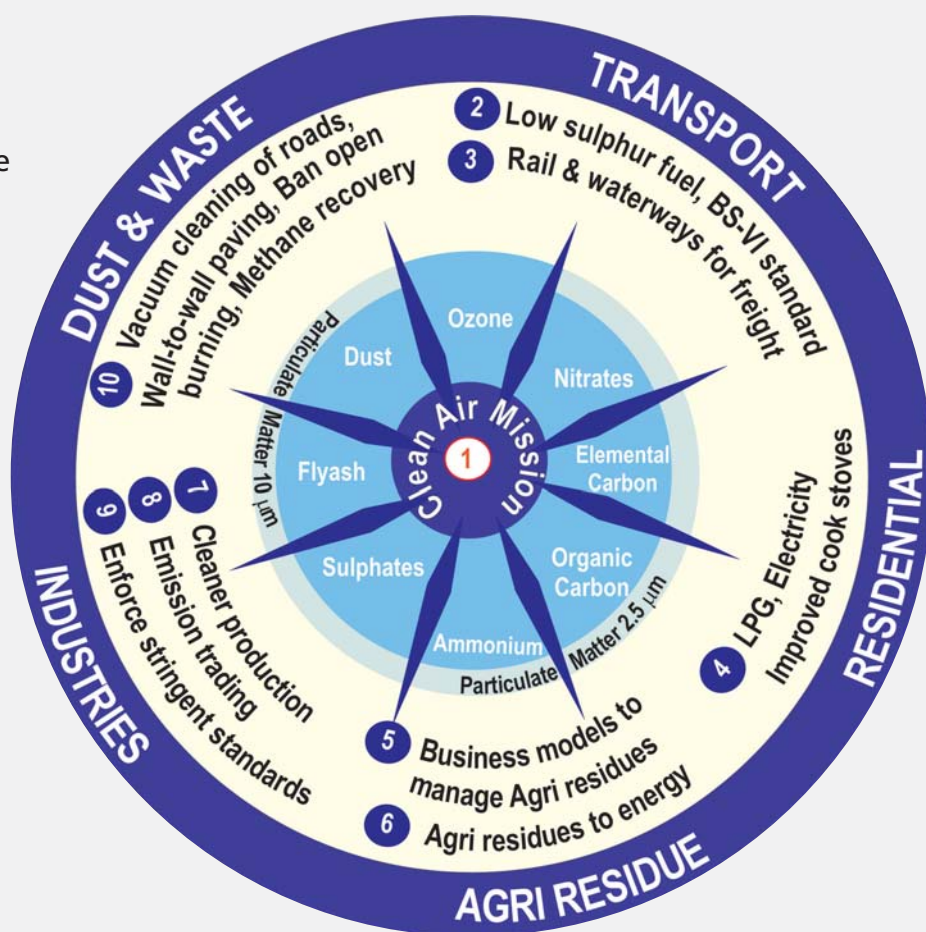 e
DUST & WASTE
TRANSPORT
RESIDENTIAL
AGRI RESIDUE
INDUSTRIES
10 Vacuum cleaning of roads,
Wall-to-wall paving, Ban open
burning, Methane recovery
2 Low sulphur fuel, BS-VI standard
3 Rail & waterways for freight
4 LPG, Electricity
Improved cook stoves
5 Business models to
manage Agri residues
6 Agri residues to energy
7 Cleaner production
8 Emission trading
9 Enforce stringent standards
Particulate Matter 10 µm
Particulate Matter 2.5 µm
Ozone
Nitrates
Elemental
Carbon
Organic
Carbon
Ammonium
Sulphates
Flyash
Dust
Clean Air Mission
1